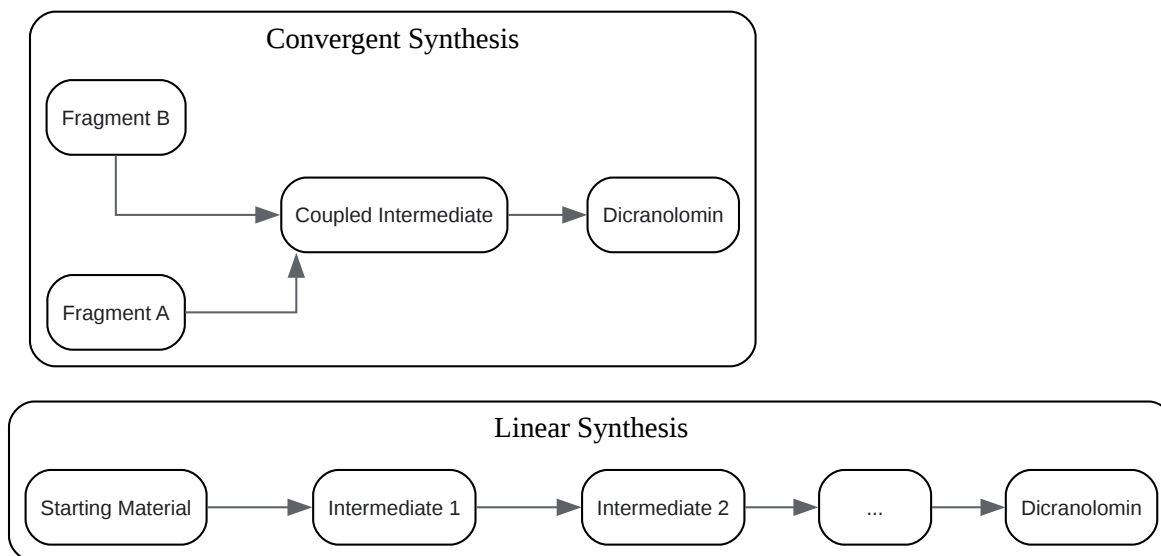 Convergent Synthesis
Fragment B
Coupled Intermediate
Dicranolomin
Fragment A
Linear Synthesis
Starting Material
Intermediate 1
Intermediate 2
...
Dicranolomin